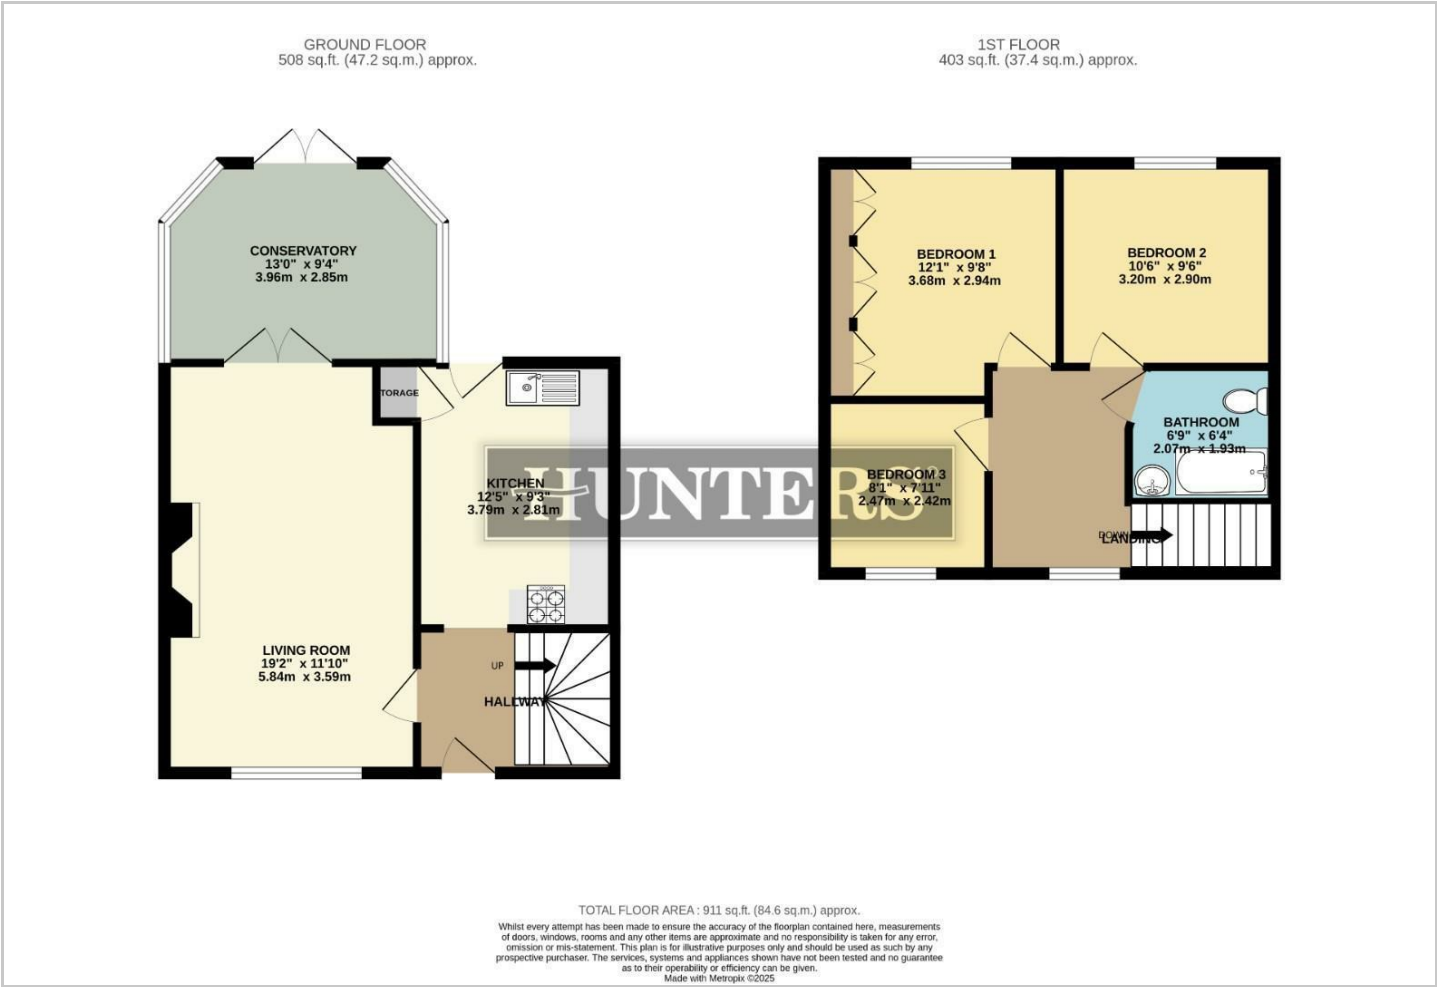 GROUND FLOOR
508 sq.ft. (47.2 sq.m.) approx.
1ST FLOOR
403 sq.ft. (37.4 sq.m.) approx.
CONSERVATORY
13'0" x 9'4"
3.96m x 2.85m
TORAGE
KITCHEN
12'5" x 9'3"
3.79m x 2.81m
LIVING ROOM
19'2" x 11'10"
5.84m x 3.59m
UP
HALLWAY
BEDROOM 1
12'1" x 9'8"
3.68m x 2.94m
BEDROOM 2
10'6" x 9'6"
3.20m x 2.90m
BATHROOM
6'9" x 6'4"
2.07m x 1.93m
BEDROOM 3
8'1" x 7'11"
2.47m x 2.42m
DOWN
LANDING
HUNTERS
TOTAL FLOOR AREA : 911 sq.ft. (84.6 sq.m.) approx.
Whilst every attempt has been made to ensure the accuracy of the floorplan contained here, measurements
of doors, windows, rooms and any other items are approximate and no responsibility is taken for any error,
omission or mis-statement. This plan is for illustrative purposes only and should be used as such by any
prospective purchaser. The services, systems and appliances shown have not been tested and no guarantee
as to their operability or efficiency can be given.
Made with Metropix ©2025